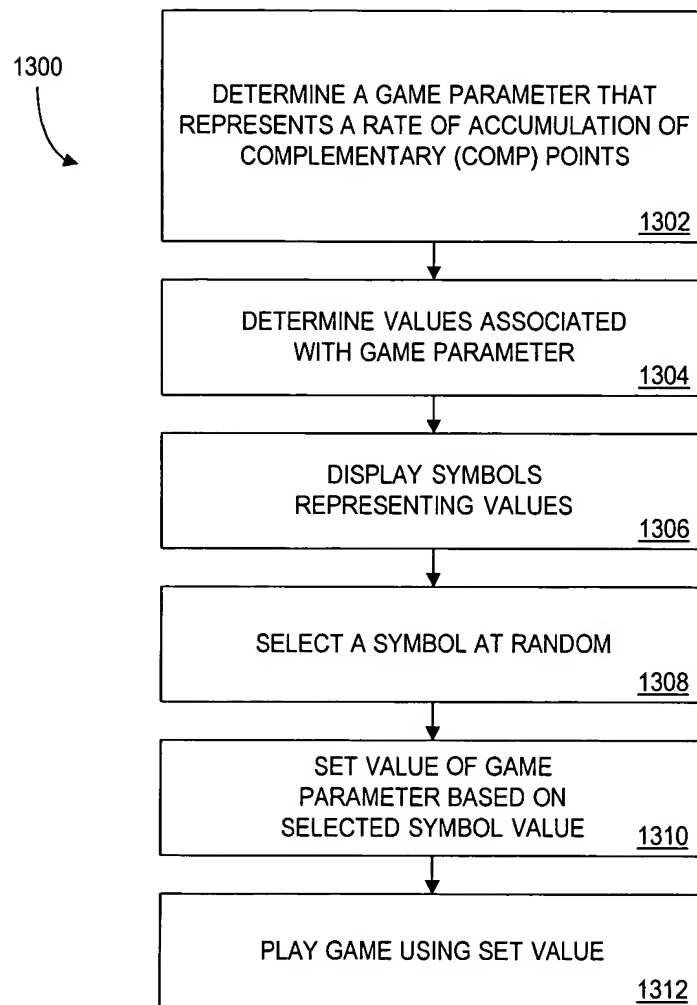 1300
DETERMINE A GAME PARAMETER THAT
REPRESENTS A RATE OF ACCUMULATION OF
COMPLEMENTARY (COMP) POINTS
1302
DETERMINE VALUES ASSOCIATED
WITH GAME PARAMETER
1304
DISPLAY SYMBOLS
REPRESENTING VALUES
1306
SELECT A SYMBOL AT RANDOM
1308
SET VALUE OF GAME
PARAMETER BASED ON
SELECTED SYMBOL VALUE
1310
PLAY GAME USING SET VALUE
1312